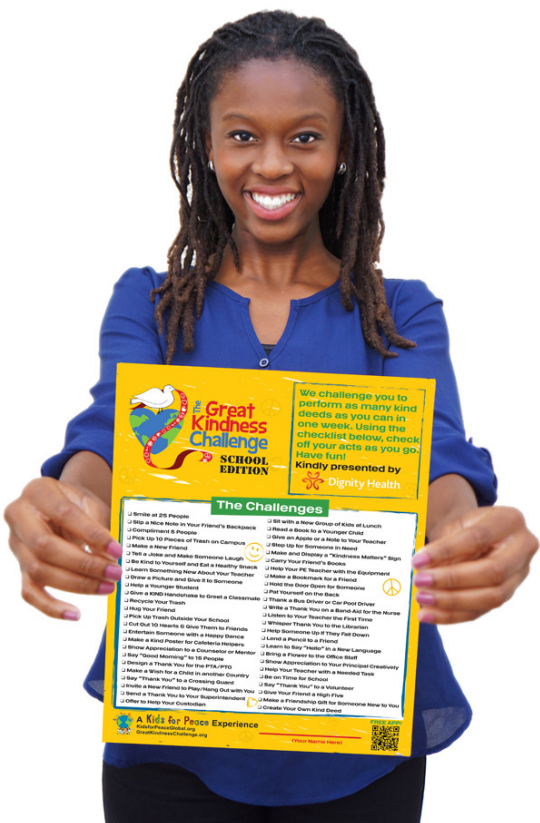 The
Great
Kindness
Challenge
SCHOOL
EDITION
We challenge you to
perform as many kind
deeds as you can in
one week. Using the
checklist below, check
off your acts as you go.
Have fun!
Kindly presented by
Dignity Health
The Challenges
Smile at 25 People
Slip a Nice Note in Your Friend's Backpack
Compliment 5 People
Pick Up 10 Pieces of Trash on Campus
Make a New Friend
Tell a Joke and Make Someone Laugh
Be Kind to Yourself and Eat a Healthy Snack
Learn Something New About Your Teacher
Draw a Picture and Give it to Someone
Help a Younger Student
Give a KIND Handshake to Greet a Classmate
Recycle Your Trash
Hug Your Friend
Pick Up Trash Outside Your School
Cut Out 10 Hearts & Give Them to Friends
Entertain Someone with a Happy Dance
Make a Kind Poster for Cafeteria Helpers
Show Appreciation to a Counselor or Mentor
Say "Good Morning" to 15 People
Design a Thank You for the PTA/PTO
Make a Wish for a Child in another Country
Say "Thank You" to a Crossing Guard
Invite a New Friend to Play/Hang Out with You
Send a Thank You to Your Superintendent
Offer to Help Your Custodian
Sit with a New Group of Kids at Lunch
Read a Book to a Younger Child
Give an Apple or a Note to Your Teacher
Step Up for Someone in Need
Make and Display a "Kindness Matters" Sign
Carry Your Friend's Books
Help Your PE Teacher with the Equipment
Make a Bookmark for a Friend
Hold the Door Open for Someone
Pat Yourself on the Back
Thank a Bus Driver or Car Pool Driver
Write a Thank You on a Band-Aid for the Nurse
Listen to Your Teacher the First Time
Whisper Thank You to the Librarian
Help Someone Up if They Fall Down
Lend a Pencil to a Friend
Learn to Say "Hello" in a New Language
Bring a Flower to the Office Staff
Show Appreciation to Your Principal Creatively
Help Your Teacher with a Needed Task
Be on Time for School
Say "Thank You" to a Volunteer
Give Your Friend a High Five
Make a Friendship Gift for Someone New to You
Create Your Own Kind Deed
A Kids for Peace Experience
KidsforPeaceGlobal.org
GreatKindnessChallenge.org
(Your Name Here)
FREE APP!